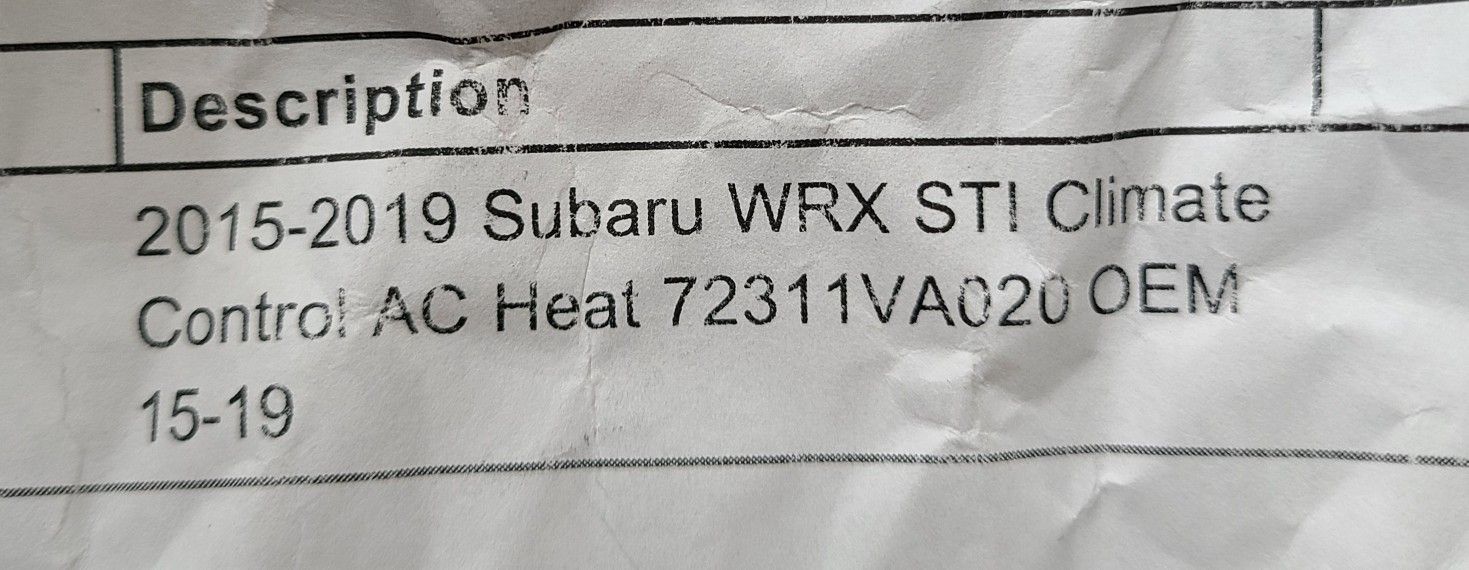 Description
2015-2019 Subaru WRX STI Climate
Control AC Heat 72311VA020 OEM
15-19